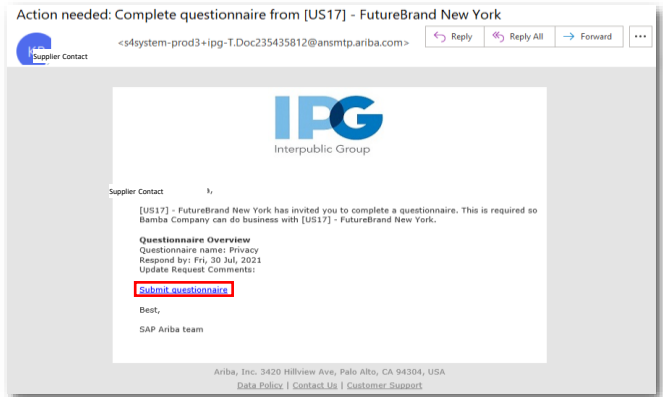 Action needed: Complete questionnaire from [US17] - FutureBrand New York
<s4system-prod3+ipg-T.Doc235435812@ansmtp.ariba.com>
Reply
Reply All
Forward
Supplier Contact
IPG
Interpublic Group
Supplier Contact ),
[US17] - FutureBrand New York has invited you to complete a questionnaire. This is required so
Bamba Company can do business with [US17] - FutureBrand New York.
Questionnaire Overview
Questionnaire name: Privacy
Respond by: Fri, 30 Jul, 2021
Update Request Comments:
Submit questionnaire
Best,
SAP Ariba team
Ariba, Inc. 3420 Hillview Ave, Palo Alto, CA 94304, USA
Data Policy | Contact Us | Customer Support